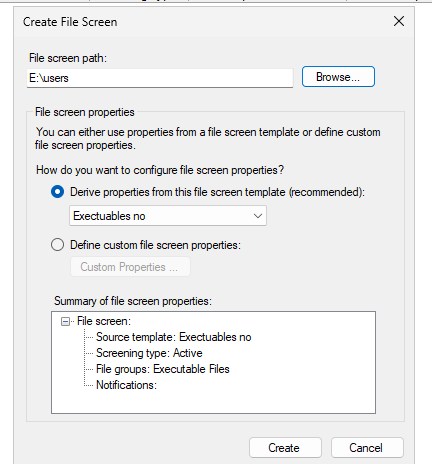 Create File Screen
File screen path:
E:\users
Browse...
File screen properties
You can either use properties from a file screen template or define custom
file screen properties.
How do you want to configure file screen properties?
Derive properties from this file screen template (recommended):
Exectuables no
Define custom file screen properties:
Custom Properties ...
Summary of file screen properties:
File screen:
Source template: Exectuables no
Screening type: Active
File groups: Executable Files
Notifications:
Create
Cancel